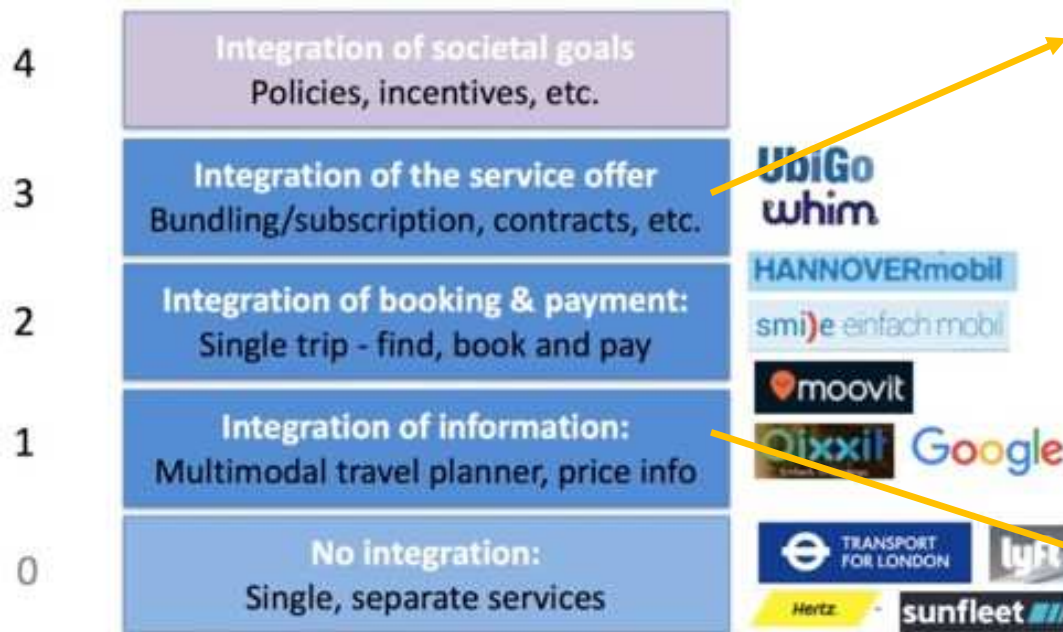 4
Integration of societal goals
Policies, incentives, etc.
3
Integration of the service offer
Bundling/subscription, contracts, etc.
UbiGo
whim
2
Integration of booking & payment:
Single trip - find, book and pay
HANNOVERmobil
smi)e einfach mobil
1
Integration of information:
Multimodal travel planner, price info
moovit
Qixxit Google
0
No integration:
Single, separate services
TRANSPORT
FOR LONDON
lyft
Hertz
sunfleet